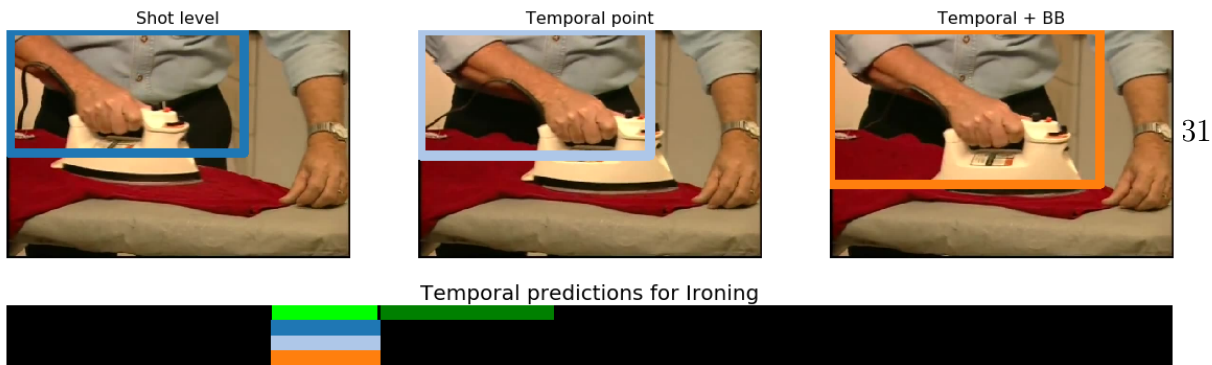 Shot level Temporal point Temporal + BB
31
Temporal predictions for Ironing